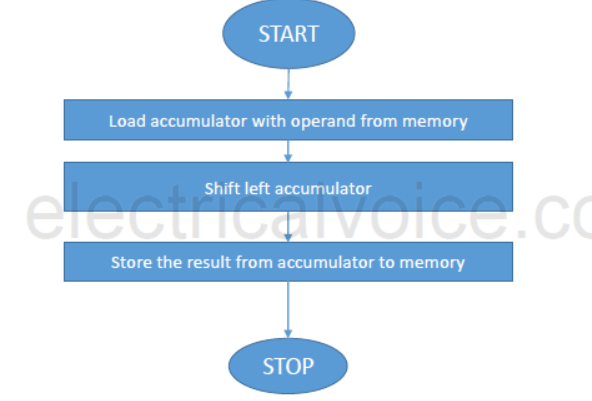 START
Load accumulator with operand from memory
Shift left accumulator
electricalvoice.co
Store the result from accumulator to memory
STOP